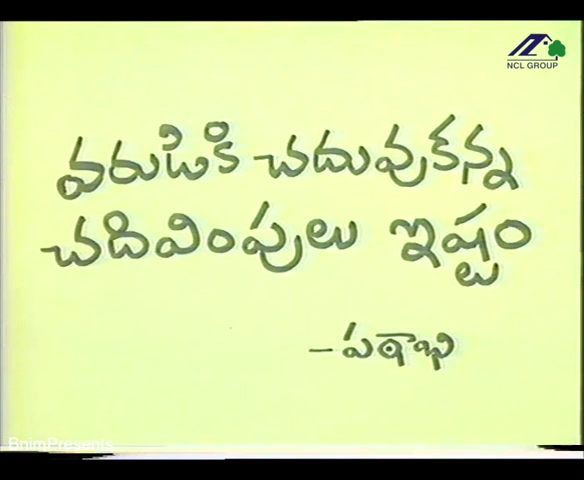 NCL GROUP
వరుడికి చదువుకన్న
చదివింపులు ఇష్టం
-పఠాభి
BnimPresents